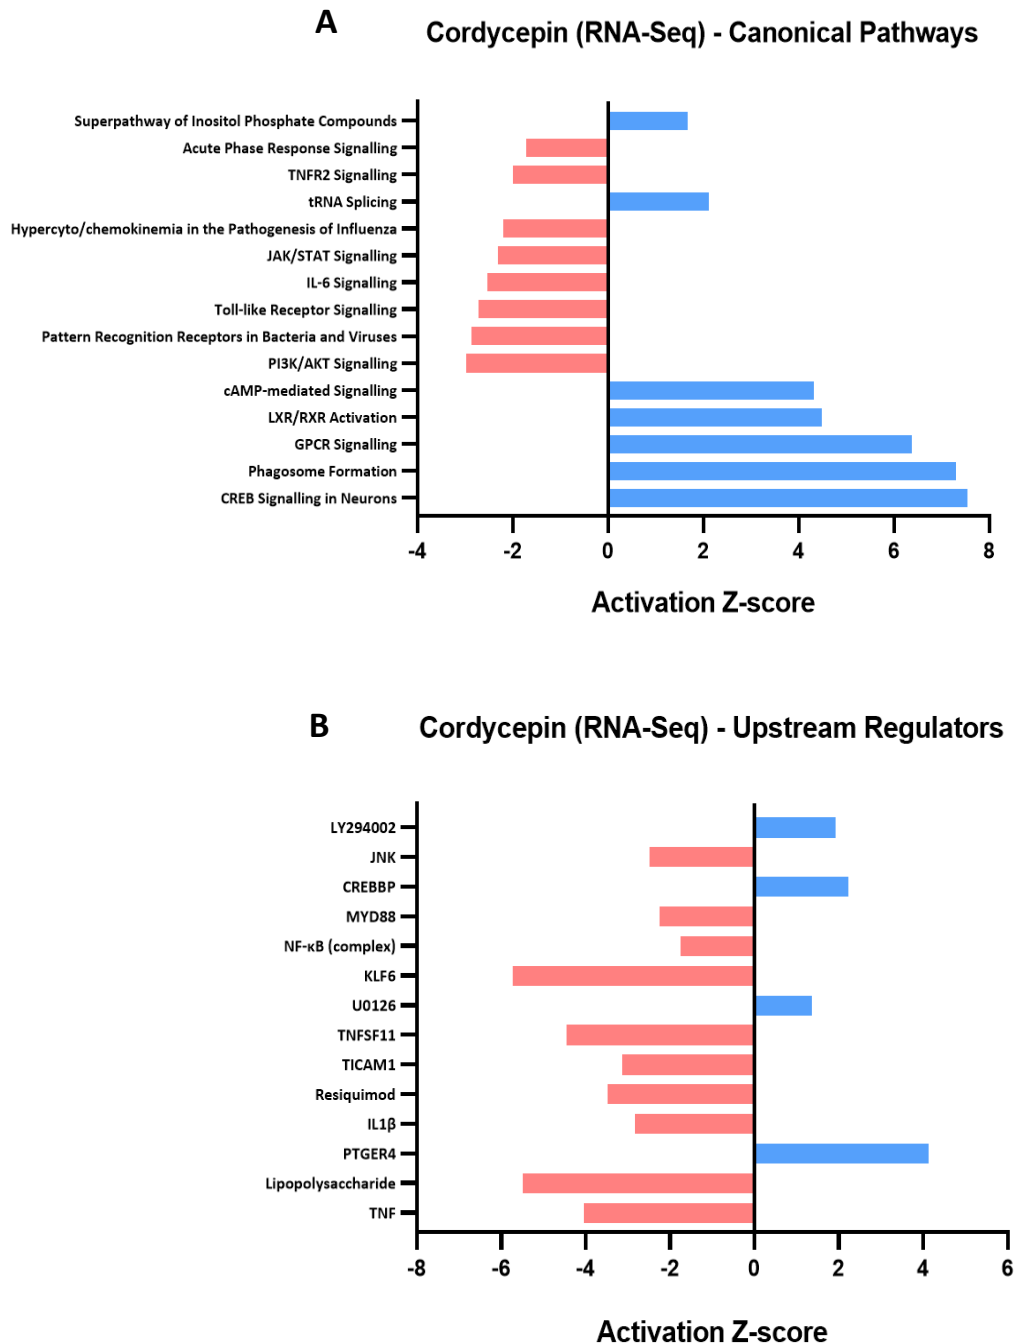 A
Cordycepin (RNA-Seq) - Canonical Pathways
Superpathway of Inositol Phosphate Compounds
Acute Phase Response Signalling
TNFR2 Signalling
tRNA Splicing
Hypercyto/chemokinemia in the Pathogenesis of Influenza
JAK/STAT Signalling
IL-6 Signalling
Toll-like Receptor Signalling
Pattern Recognition Receptors in Bacteria and Viruses
PI3K/AKT Signalling
cAMP-mediated Signalling
LXR/RXR Activation
GPCR Signalling
Phagosome Formation
CREB Signalling in Neurons
-4 -2 0 2 4 6 8
Activation Z-score
B
Cordycepin (RNA-Seq) - Upstream Regulators
LY294002
JNK
CREBBP
MYD88
NF-κB (complex)
KLF6
U0126
TNFSF11
TICAM1
Resiquimod
IL1β
PTGER4
Lipopolysaccharide
TNF
-8 -6 -4 -2 0 2 4 6
Activation Z-score